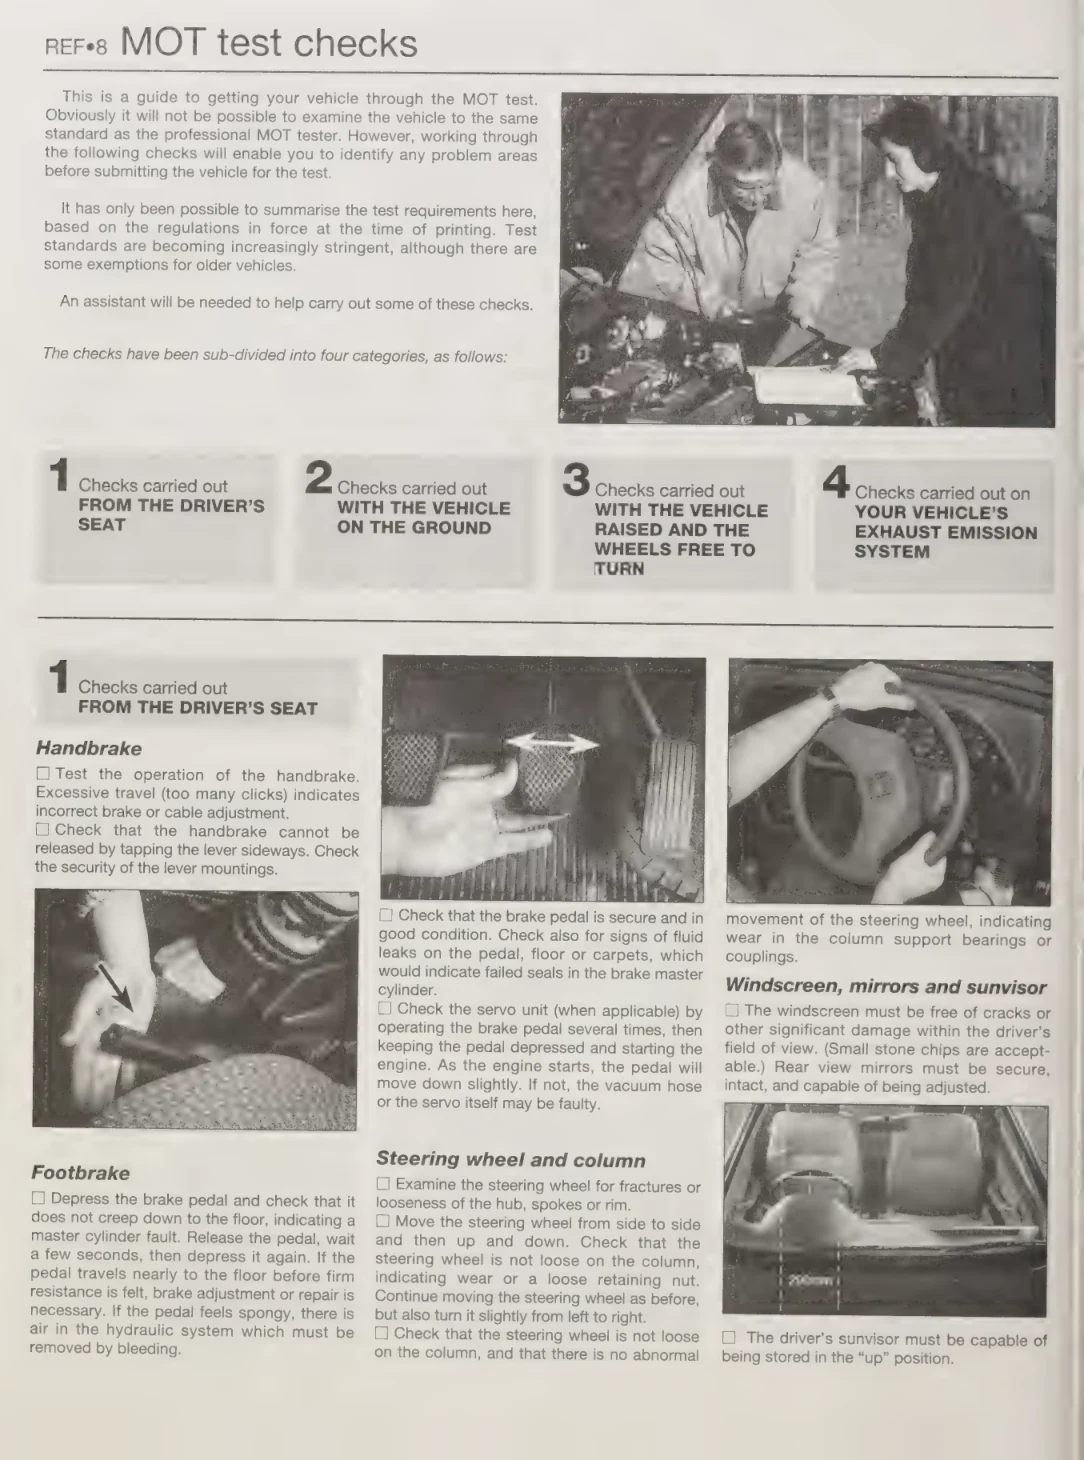 REF•8 MOT test checks
This is a guide to getting your vehicle through the MOT test.
Obviously it will not be possible to examine the vehicle to the same
standard as the professional MOT tester. However, working through
the following checks will enable you to identify any problem areas
before submitting the vehicle for the test.
It has only been possible to summarise the test requirements here,
based on the regulations in force at the time of printing. Test
standards are becoming increasingly stringent, although there are
some exemptions for older vehicles.
An assistant will be needed to help carry out some of these checks.
The checks have been sub-divided into four categories, as follows:
1 Checks carried out
FROM THE DRIVER'S
SEAT
2 Checks carried out
WITH THE VEHICLE
ON THE GROUND
3 Checks carried out
WITH THE VEHICLE
RAISED AND THE
WHEELS FREE TO
TURN
4 Checks carried out on
YOUR VEHICLE'S
EXHAUST EMISSION
SYSTEM
1 Checks carried out
FROM THE DRIVER'S SEAT
Handbrake
☐ Test the operation of the handbrake.
Excessive travel (too many clicks) indicates
incorrect brake or cable adjustment.
☐ Check that the handbrake cannot be
released by tapping the lever sideways. Check
the security of the lever mountings.
Footbrake
☐ Depress the brake pedal and check that it
does not creep down to the floor, indicating a
master cylinder fault. Release the pedal, wait
a few seconds, then depress it again. If the
pedal travels nearly to the floor before firm
resistance is felt, brake adjustment or repair is
necessary. If the pedal feels spongy, there is
air in the hydraulic system which must be
removed by bleeding.
☐ Check that the brake pedal is secure and in
good condition. Check also for signs of fluid
leaks on the pedal, floor or carpets, which
would indicate failed seals in the brake master
cylinder.
☐ Check the servo unit (when applicable) by
operating the brake pedal several times, then
keeping the pedal depressed and starting the
engine. As the engine starts, the pedal will
move down slightly. If not, the vacuum hose
or the servo itself may be faulty.
Steering wheel and column
☐ Examine the steering wheel for fractures or
looseness of the hub, spokes or rim.
☐ Move the steering wheel from side to side
and then up and down. Check that the
steering wheel is not loose on the column,
indicating wear or a loose retaining nut.
Continue moving the steering wheel as before,
but also turn it slightly from left to right.
☐ Check that the steering wheel is not loose
on the column, and that there is no abnormal
movement of the steering wheel, indicating
wear in the column support bearings or
couplings.
Windscreen, mirrors and sunvisor
☐ The windscreen must be free of cracks or
other significant damage within the driver's
field of view. (Small stone chips are accept-
able.) Rear view mirrors must be secure,
intact, and capable of being adjusted.
290mm
☐ The driver's sunvisor must be capable of
being stored in the "up" position.